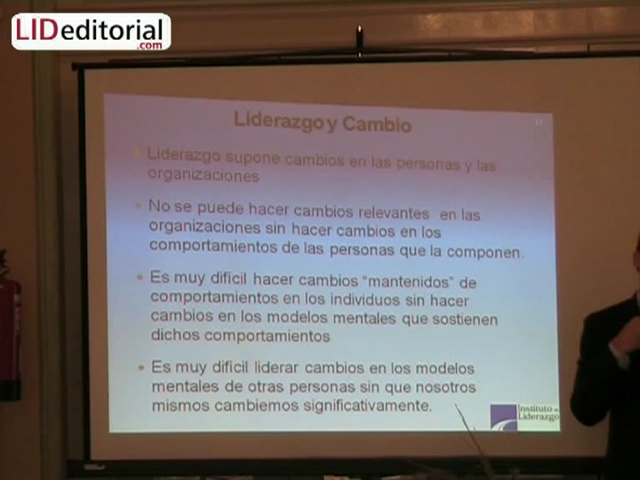 LIDeditorial
.com
Liderazgo y Cambio
17
Liderazgo supone cambios en las personas y las
organizaciones
No se puede hacer cambios relevantes en las
organizaciones sin hacer cambios en los
comportamientos de las personas que la componen.
Es muy difícil hacer cambios "mantenidos" de
comportamientos en los individuos sin hacer
cambios en los modelos mentales que sostienen
dichos comportamientos
Es muy difícil liderar cambios en los modelos
mentales de otras personas sin que nosotros
mismos cambiemos significativamente.
Instituto de
Liderazgo